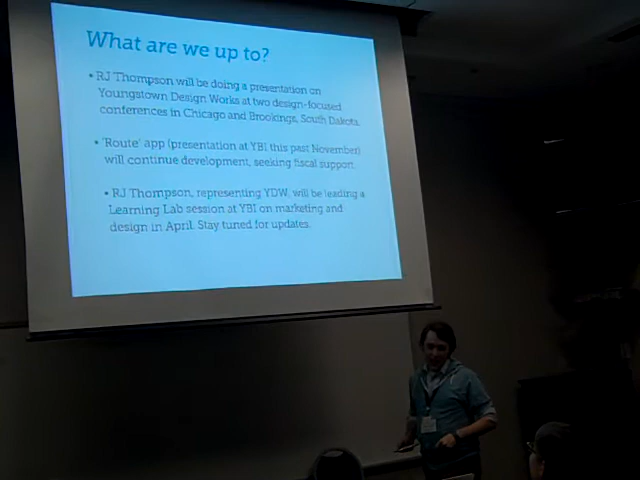 What are we up to?
• RJ Thompson will be doing a presentation on
Youngstown Design Works at two design-focused
conferences in Chicago and Brookings, South Dakota.
• 'Route' app (presentation at YBI this past November)
will continue development, seeking fiscal support.
• RJ Thompson, representing YDW, will be leading a
Learning Lab session at YBI on marketing and
design in April. Stay tuned for updates.